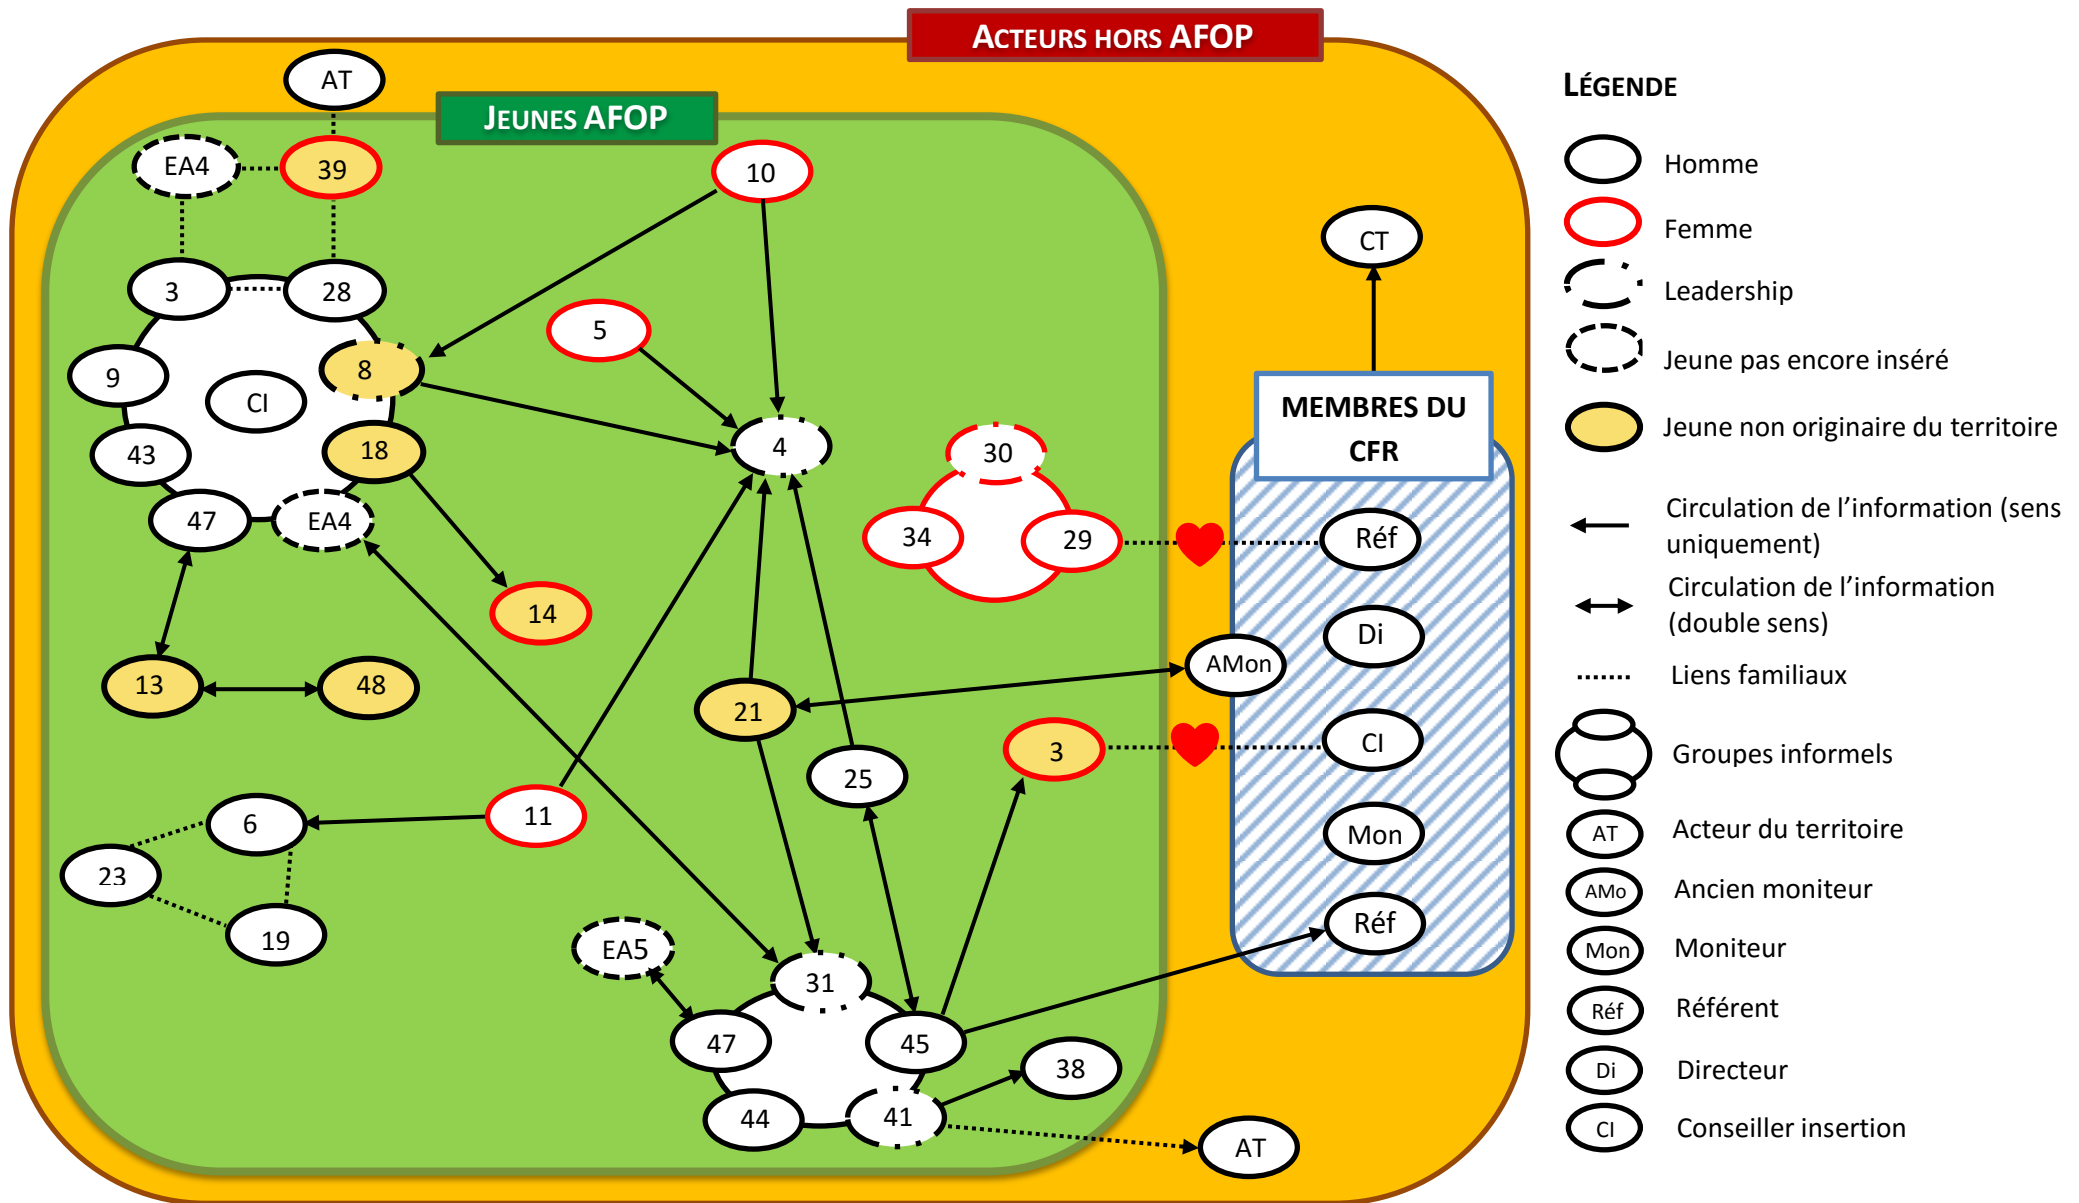 ACTEURS HORS AFOP
JEUNES AFOP
AT
EA4
39
10
3
28
5
8
9
CI
4
43
18
30
47
EA4
34
29
14
13
48
21
3
25
6
11
23
19
EA5
31
47
45
38
44
41
AT
CT
MEMBRES DU
CFR
Réf
Di
AMon
CI
Mon
Réf
LÉGENDE
Homme
Femme
Leadership
Jeune pas encore inséré
Jeune non originaire du territoire
Circulation de l'information (sens
uniquement)
Circulation de l'information
(double sens)
Liens familiaux
Groupes informels
AT Acteur du territoire
AMo Ancien moniteur
Mon Moniteur
Réf Référent
Di Directeur
CI Conseiller insertion